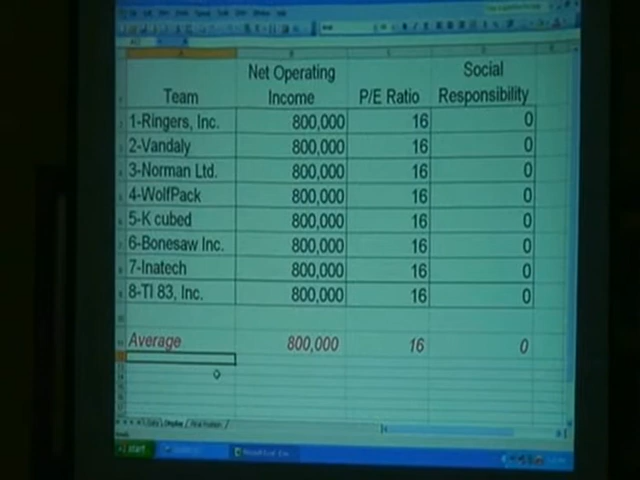 Team Net Operating Income P/E Ratio Social Responsibility
1-Ringers, Inc. 800,000 16 0
2-Vandaly 800,000 16 0
3-Norman Ltd. 800,000 16 0
4-WolfPack 800,000 16 0
5-K cubed 800,000 16 0
6-Bonesaw Inc. 800,000 16 0
7-Inatech 800,000 16 0
8-TI 83, Inc. 800,000 16 0
Average 800,000 16 0
start